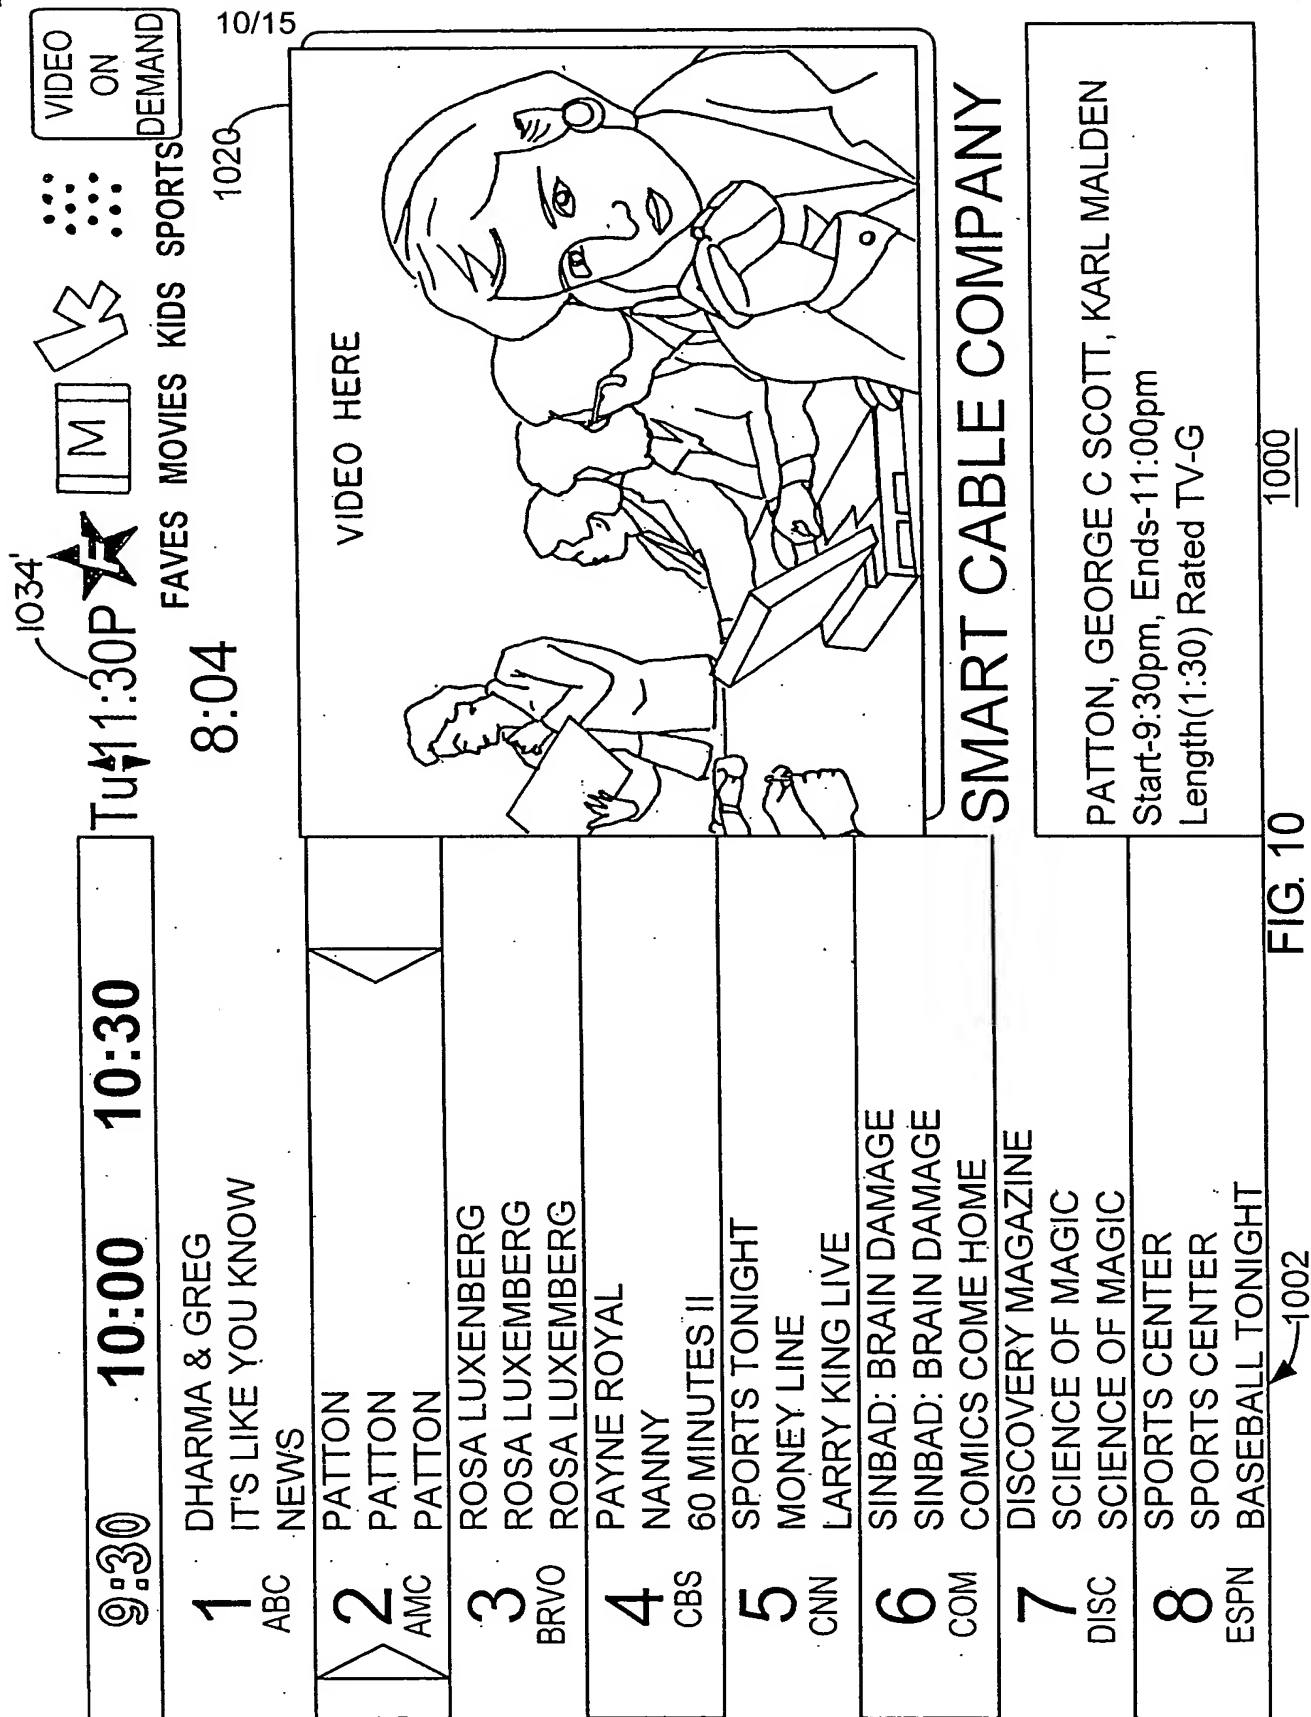 10/15
9:30 10:00 10:30
Tu 11:30P
1034'
F
M
FAVES MOVIES KIDS SPORTS
VIDEO
ON
DEMAND
8:04
1020
1 ABC
DHARMA & GREG
IT'S LIKE YOU KNOW
NEWS
2 AMC
PATTON
PATTON
PATTON
3 BRVO
ROSA LUXENBERG
ROSA LUXEMBERG
ROSA LUXEMBERG
4 CBS
PAYNE ROYAL
NANNY
60 MINUTES II
5 CNN
SPORTS TONIGHT
MONEY LINE
LARRY KING LIVE
6 COM
SINBAD: BRAIN DAMAGE
SINBAD: BRAIN DAMAGE
COMICS COME HOME
7 DISC
DISCOVERY MAGAZINE
SCIENCE OF MAGIC
SCIENCE OF MAGIC
8 ESPN
SPORTS CENTER
SPORTS CENTER
BASEBALL TONIGHT
VIDEO HERE
SMART CABLE COMPANY
PATTON, GEORGE C SCOTT, KARL MALDEN
Start-9:30pm, Ends-11:00pm
Length(1:30) Rated TV-G
1002
FIG. 10
1000